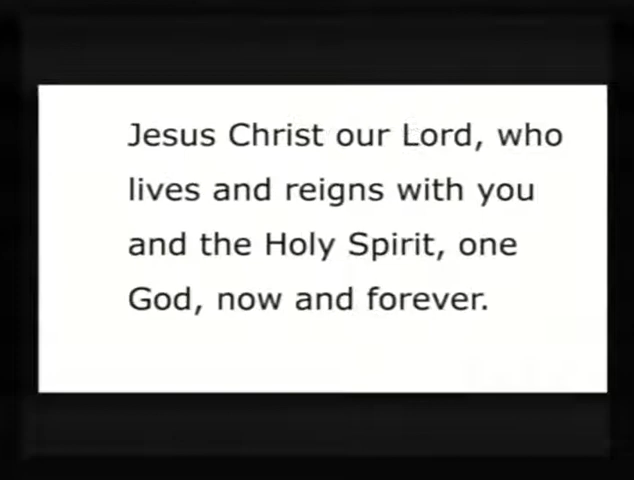 Jesus Christ our Lord, who
lives and reigns with you
and the Holy Spirit, one
God, now and forever.